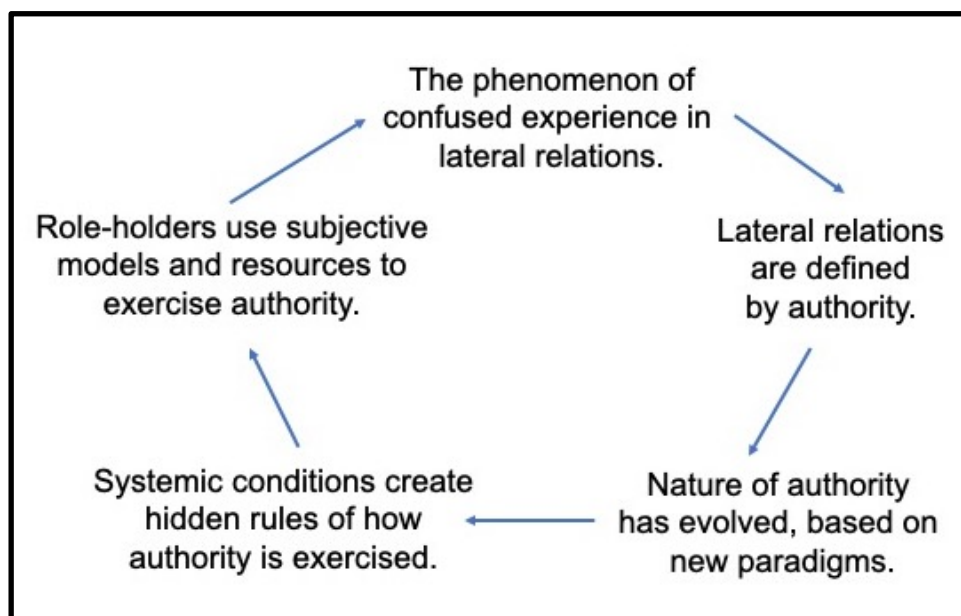 The phenomenon of
confused experience in
lateral relations.
Lateral relations
are defined
by authority.
Nature of authority
has evolved, based on
new paradigms.
Systemic conditions create
hidden rules of how
authority is exercised.
Role-holders use subjective
models and resources to
exercise authority.